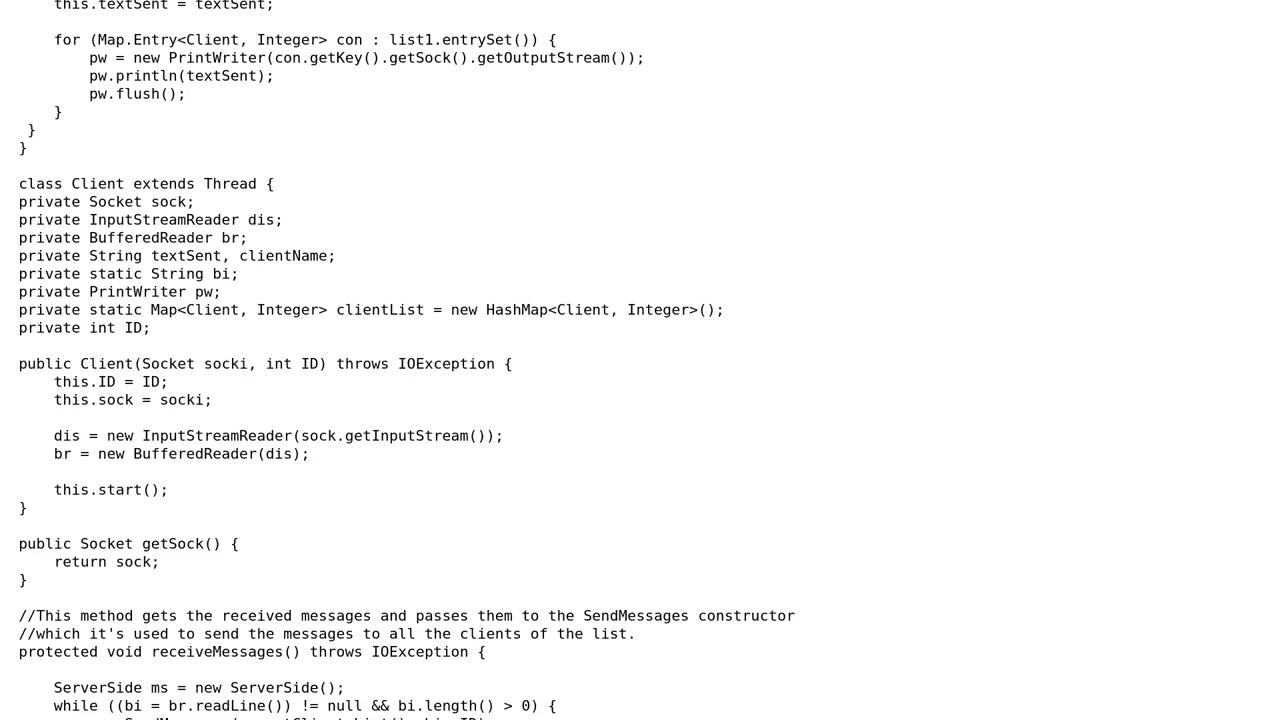 this.textSent = textSent;

    for (Map.Entry<Client, Integer> con : list1.entrySet()) {
        pw = new PrintWriter(con.getKey().getSock().getOutputStream());
        pw.println(textSent);
        pw.flush();
    }
 }
}

class Client extends Thread {
private Socket sock;
private InputStreamReader dis;
private BufferedReader br;
private String textSent, clientName;
private static String bi;
private PrintWriter pw;
private static Map<Client, Integer> clientList = new HashMap<Client, Integer>();
private int ID;

public Client(Socket socki, int ID) throws IOException {
    this.ID = ID;
    this.sock = socki;

    dis = new InputStreamReader(sock.getInputStream());
    br = new BufferedReader(dis);

    this.start();
}

public Socket getSock() {
    return sock;
}

//This method gets the received messages and passes them to the SendMessages constructor
//which it's used to send the messages to all the clients of the list.
protected void receiveMessages() throws IOException {

    ServerSide ms = new ServerSide();
    while ((bi = br.readLine()) != null && bi.length() > 0) {